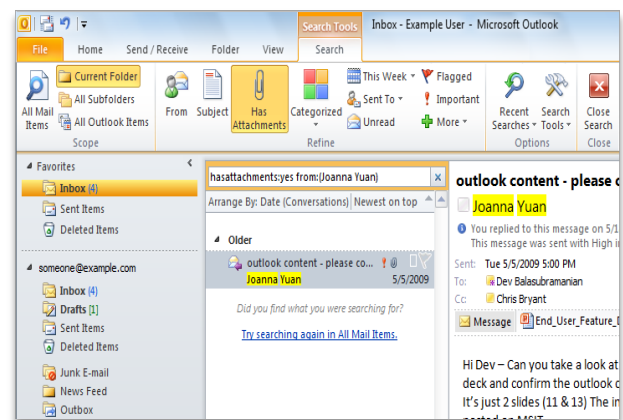 Search Tools
Inbox - Example User - Microsoft Outlook
File Home Send / Receive Folder View Search
Current Folder
All Subfolders
All Outlook Items
All Mail Items
Scope
From
Subject
Has Attachments
Categorized
This Week
Sent To
Unread
Flagged
Important
More
Refine
Recent Searches
Search Tools
Options
Close Search
Close
Favorites
Inbox (4)
Sent Items
Deleted Items
someone@example.com
Inbox (4)
Drafts [1]
Sent Items
Deleted Items
Junk E-mail
News Feed
Outbox
hasattachments:yes from:(Joanna Yuan)
Arrange By: Date (Conversations) Newest on top
Older
outlook content - please co...
Joanna Yuan 5/5/2009
Did you find what you were searching for?
Try searching again in All Mail Items.
outlook content - please c
Joanna Yuan
You replied to this message on 5/1
This message was sent with High i
Sent: Tue 5/5/2009 5:00 PM
To: Dev Balasubramanian
Cc: Chris Bryant
Message End_User_Feature_D
Hi Dev – Can you take a look at
deck and confirm the outlook c
It's just 2 slides (11 & 13) The in
posted on MSIT